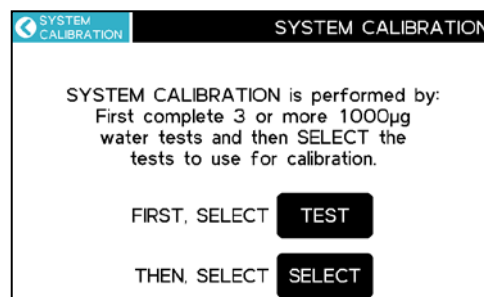 SYSTEM
CALIBRATION
SYSTEM CALIBRATION
SYSTEM CALIBRATION is performed by:
First complete 3 or more 1000µg
water tests and then SELECT the
tests to use for calibration.
FIRST, SELECT TEST
THEN, SELECT SELECT